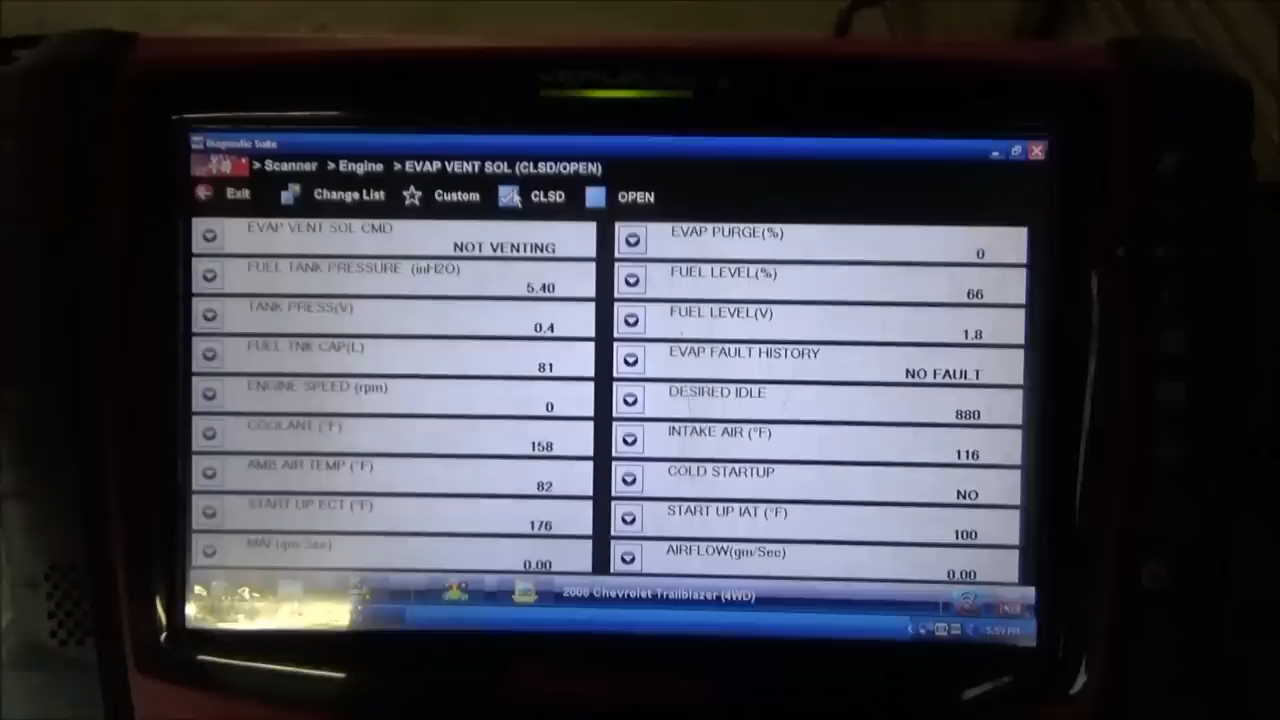 Diagnostic Suite
> Scanner > Engine > EVAP VENT SOL (CLSD/OPEN)
Exit Change List Custom CLSD OPEN
EVAP VENT SOL CMD
NOT VENTING
FUEL TANK PRESSURE (inH2O)
5.40
TANK PRESS(V)
0.4
FUEL TNK CAP(L)
81
ENGINE SPEED (rpm)
0
COOLANT (°F)
158
AMB AIR TEMP (°F)
82
START UP ECT (°F)
176
(gm/Sec)
0.00
EVAP PURGE(%)
0
FUEL LEVEL(%)
66
FUEL LEVEL(V)
1.8
EVAP FAULT HISTORY
NO FAULT
DESIRED IDLE
880
INTAKE AIR (°F)
116
COLD STARTUP
NO
START UP IAT (°F)
100
AIRFLOW(gm/Sec)
0.00
Chevrolet Trailblazer (4WD)
5:59 PM